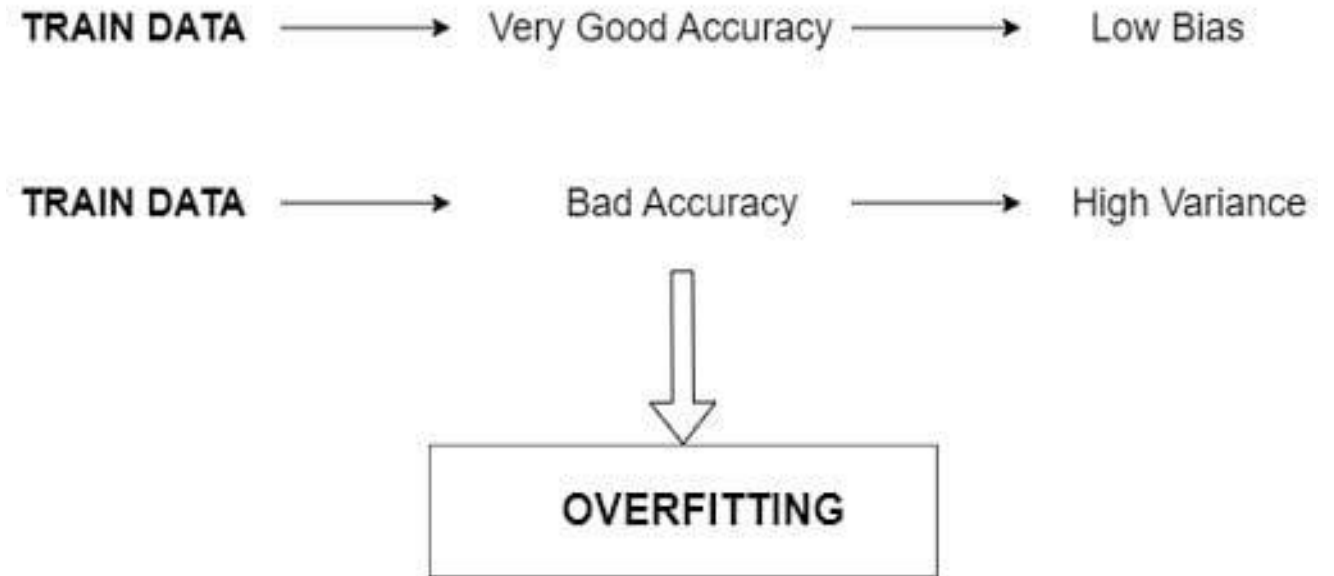 TRAIN DATA Very Good Accuracy Low Bias
TRAIN DATA Bad Accuracy High Variance
OVERFITTING